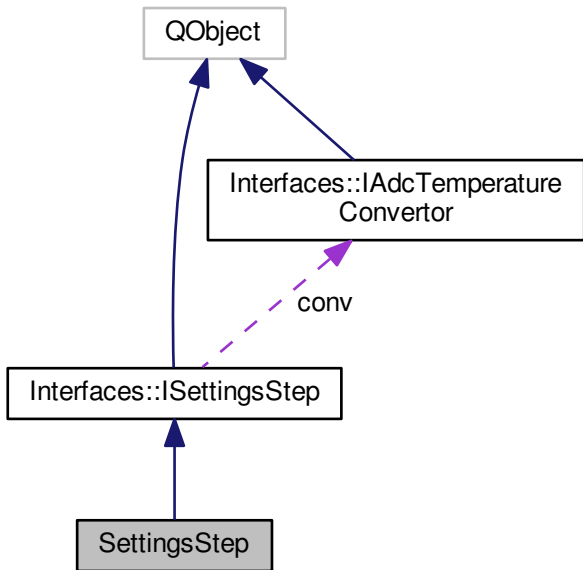 QObject
Interfaces::IAdcTemperature
Convertor
conv
Interfaces::ISettingsStep
SettingsStep